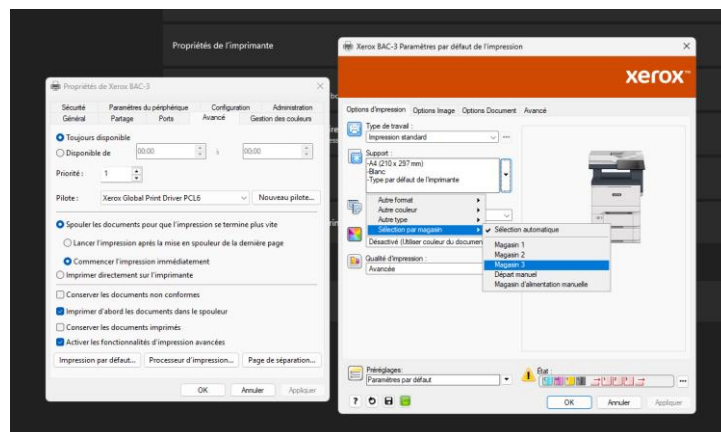 Propriétés de l'imprimante
Propriétés de Xerox BAC-3
Sécurité
Paramètres du périphérique
Configuration
Administration
Général
Partage
Ports
Avancé
Gestion des couleurs
Toujours disponible
Disponible de
00:00
à
00:00
Priorité :
1
Pilote :
Xerox Global Print Driver PCL6
Nouveau pilote...
Spouler les documents pour que l'impression se termine plus vite
Lancer l'impression après la mise en spouleur de la dernière page
Commencer l'impression immédiatement
Imprimer directement sur l'imprimante
Conserver les documents non conformes
Imprimer d'abord les documents dans le spouleur
Conserver les documents imprimés
Activer les fonctionnalités d'impression avancées
Impression par défaut...
Processeur d'impression...
Page de séparation...
OK
Annuler
Appliquer
Xerox BAC-3 Paramètres par défaut de l'impression
xerox™
Options d'impression
Options Image
Options Document
Avancé
Type de travail :
Impression standard
Support :
-A4 (210 x 297 mm)
-Blanc
-Type par défaut de l'imprimante
Autre format
Autre couleur
Autre type
Sélection par magasin
Sélection automatique
Magasin 1
Magasin 2
Magasin 3
Départ manuel
Magasin d'alimentation manuelle
Désactivé (Utiliser couleur du documen
Qualité d'impression :
Avancée
Préréglages:
Paramètres par défaut
État :
OK
Annuler
Appliquer